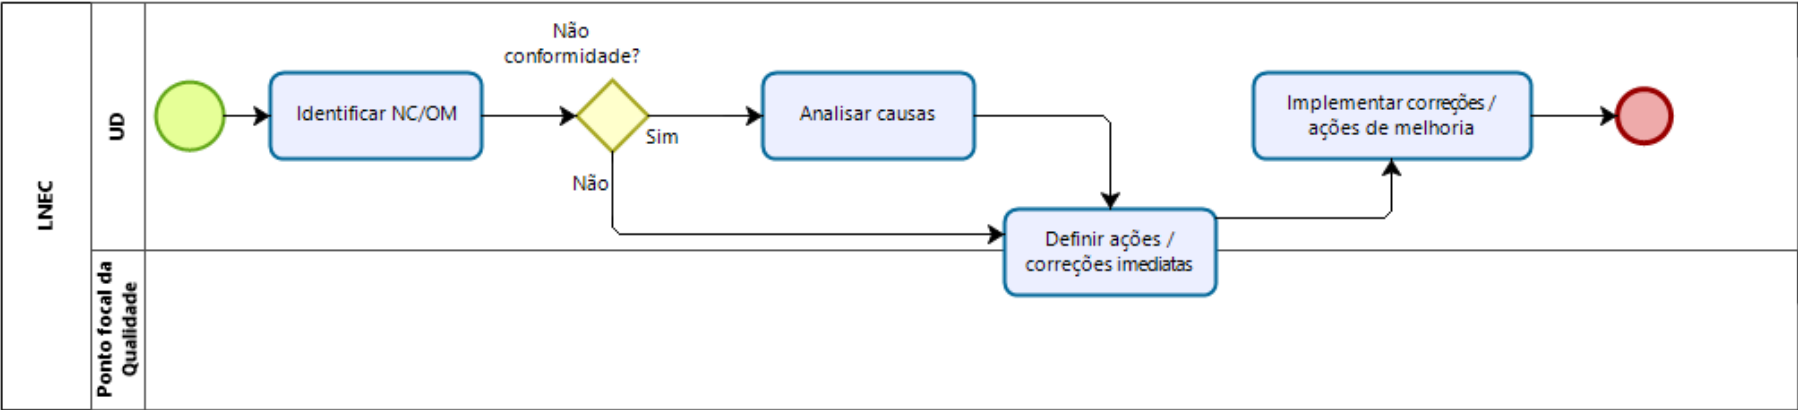 LNEC
UD
Ponto focal da
Qualidade
Identificar NC/OM
Não
conformidade?
Sim
Não
Analisar causas
Definir ações /
correções imediatas
Implementar correções /
ações de melhoria